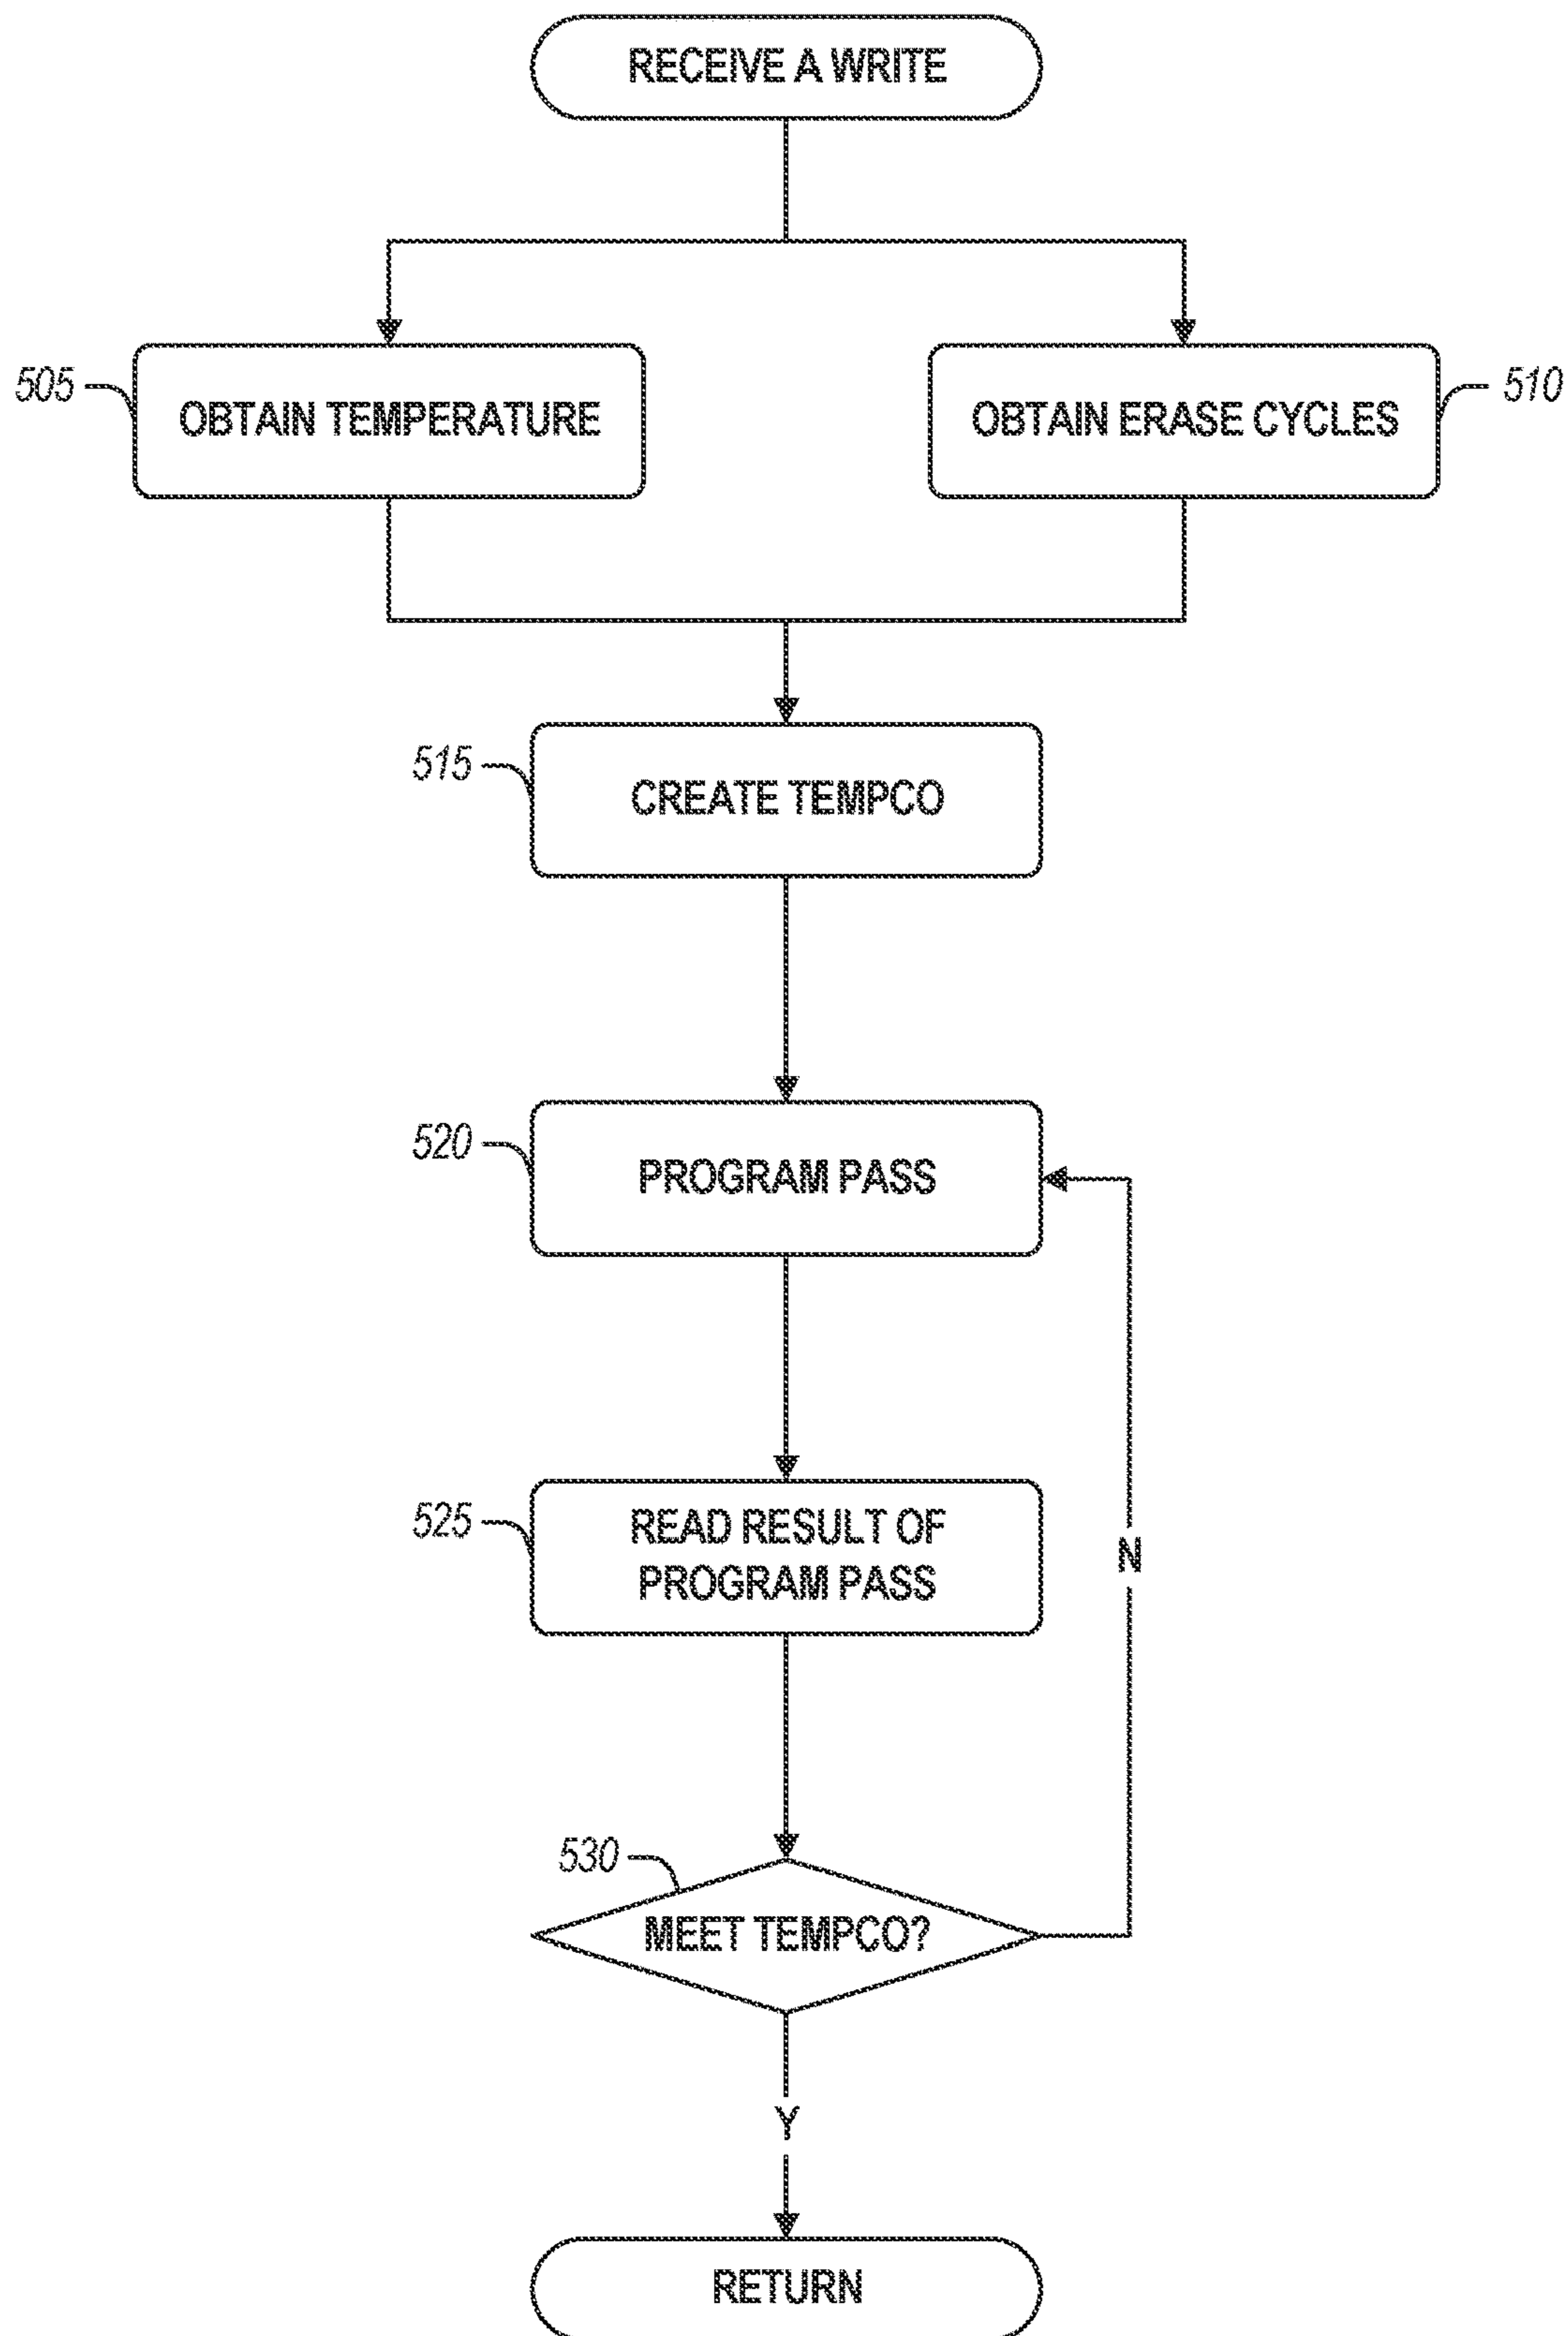 RECEIVE A WRITE
505
OBTAIN TEMPERATURE
OBTAIN ERASE CYCLES
510
515
CREATE TEMPCO
520
PROGRAM PASS
525
READ RESULT OF
PROGRAM PASS
N
530
MEET TEMPCO?
Y
RETURN